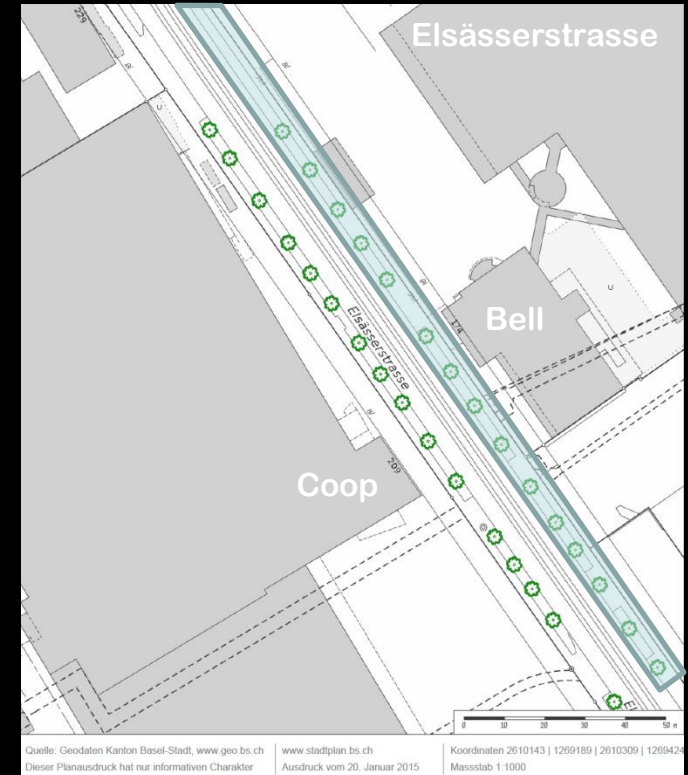 Elsässerstrasse
229
Elsässerstrasse
Bell
174
Coop
209
El
0 10 20 30 40 50 m
Quelle: Geodaten Kanton Basel-Stadt, www.geo.bs.ch
Dieser Planausdruck hat nur informativen Charakter
www.stadtplan.bs.ch
Ausdruck vom 20. Januar 2015
Koordinaten 2610143 | 1269189 | 2610309 | 1269424
Massstab 1:1000